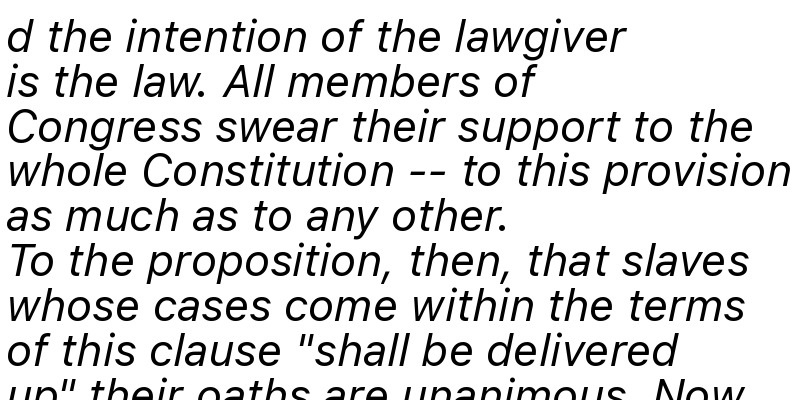 d the intention of the lawgiver
is the law. All members of
Congress swear their support to the
whole Constitution -- to this provision
as much as to any other.
To the proposition, then, that slaves
whose cases come within the terms
of this clause "shall be delivered
up" their oaths are unanimous. Now